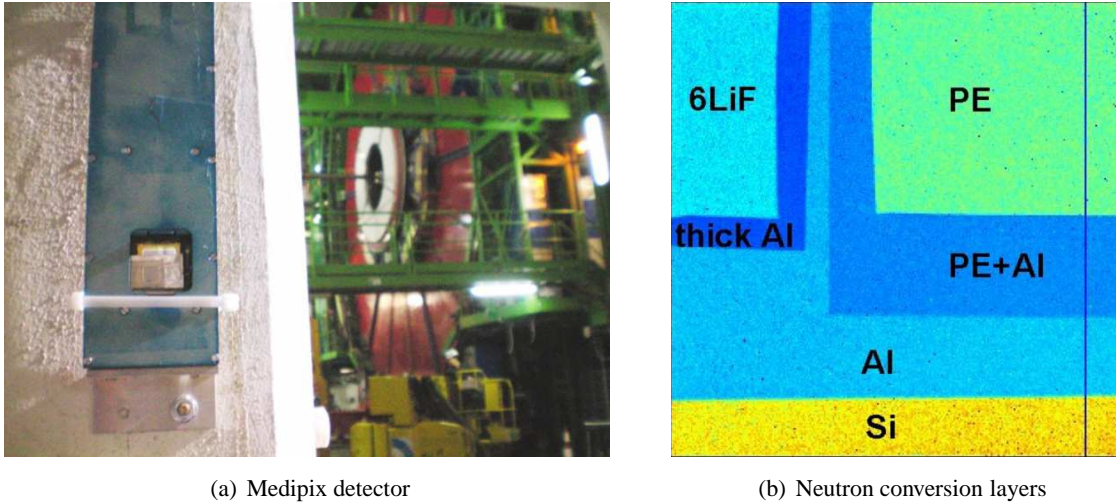 6LiF
PE
thick Al
PE+Al
Al
Si
(a) Medipix detector
(b) Neutron conversion layers